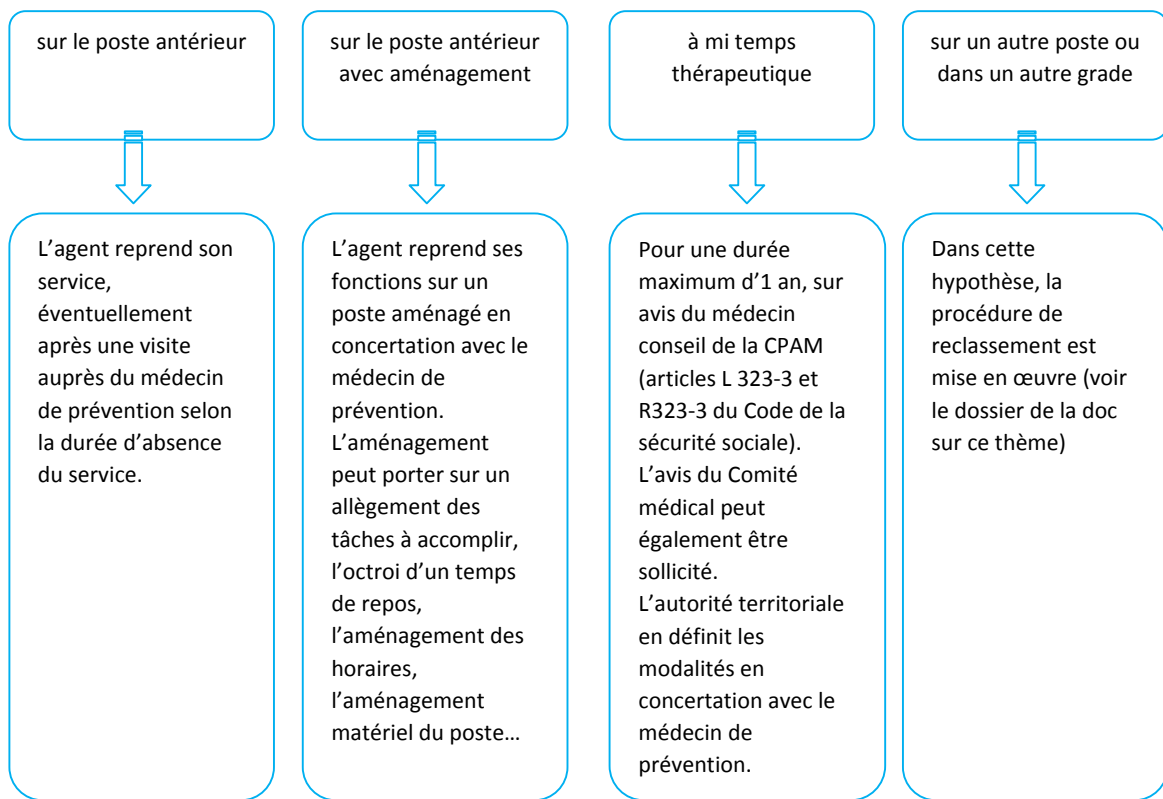 sur le poste antérieur
sur le poste antérieur
avec aménagement
à mi temps
thérapeutique
sur un autre poste ou
dans un autre grade
L’agent reprend son
service,
éventuellement
après une visite
auprès du médecin
de prévention selon
la durée d’absence
du service.
L’agent reprend ses
fonctions sur un
poste aménagé en
concertation avec le
médecin de
prévention.
L’aménagement
peut porter sur un
allègement des
tâches à accomplir,
l’octroi d’un temps
de repos,
l’aménagement des
horaires,
l’aménagement
matériel du poste…
Pour une durée
maximum d’1 an, sur
avis du médecin
conseil de la CPAM
(articles L 323-3 et
R323-3 du Code de la
sécurité sociale).
L’avis du Comité
médical peut
également être
sollicité.
L’autorité territoriale
en définit les
modalités en
concertation avec le
médecin de
prévention.
Dans cette
hypothèse, la
procédure de
reclassement est
mise en œuvre (voir
le dossier de la doc
sur ce thème)